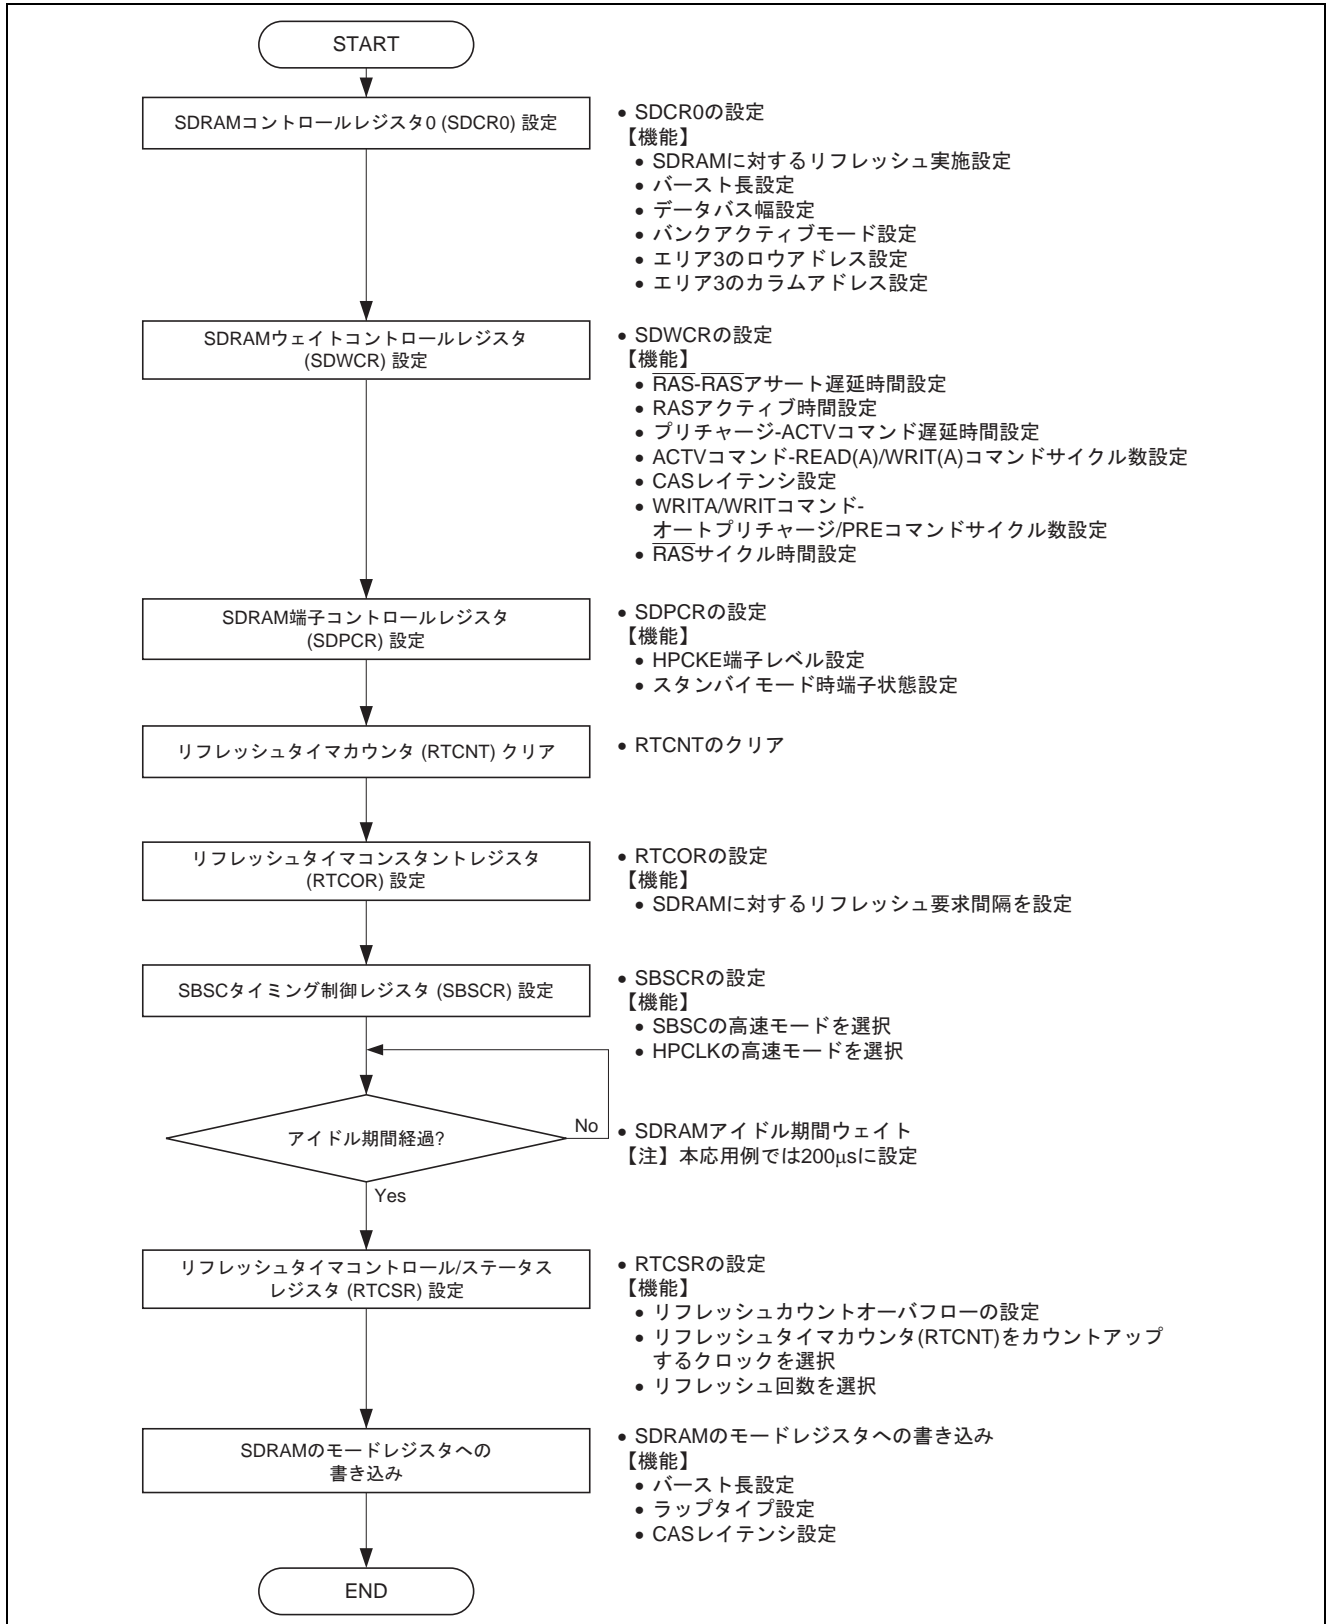 START
SDRAMコントロールレジスタ0 (SDCR0) 設定
• SDCR0の設定
【機能】
• SDRAMに対するリフレッシュ実施設定
• バースト長設定
• データバス幅設定
• バンクアクティブモード設定
• エリア3のロウアドレス設定
• エリア3のカラムアドレス設定
SDRAMウェイトコントロールレジスタ
(SDWCR) 設定
• SDWCRの設定
【機能】
• RAS-RASアサート遅延時間設定
• RASアクティブ時間設定
• プリチャージ-ACTVコマンド遅延時間設定
• ACTVコマンド-READ(A)/WRIT(A)コマンドサイクル数設定
• CASレイテンシ設定
• WRITA/WRITコマンド-
オートプリチャージ/PREコマンドサイクル数設定
• RASサイクル時間設定
SDRAM端子コントロールレジスタ
(SDPCR) 設定
• SDPCRの設定
【機能】
• HPCKE端子レベル設定
• スタンバイモード時端子状態設定
リフレッシュタイマカウンタ (RTCNT) クリア
• RTCNTのクリア
リフレッシュタイマコンスタントレジスタ
(RTCOR) 設定
• RTCORの設定
【機能】
• SDRAMに対するリフレッシュ要求間隔を設定
SBSCタイミング制御レジスタ (SBSCR) 設定
• SBSCRの設定
【機能】
• SBSCの高速モードを選択
• HPCLKの高速モードを選択
アイドル期間経過?
No
• SDRAMアイドル期間ウェイト
【注】本応用例では200μsに設定
Yes
リフレッシュタイマコントロール/ステータス
レジスタ (RTCSR) 設定
• RTCSRの設定
【機能】
• リフレッシュカウントオーバフローの設定
• リフレッシュタイマカウンタ(RTCNT)をカウントアップ
するクロックを選択
• リフレッシュ回数を選択
SDRAMのモードレジスタへの
書き込み
• SDRAMのモードレジスタへの書き込み
【機能】
• バースト長設定
• ラップタイプ設定
• CASレイテンシ設定
END